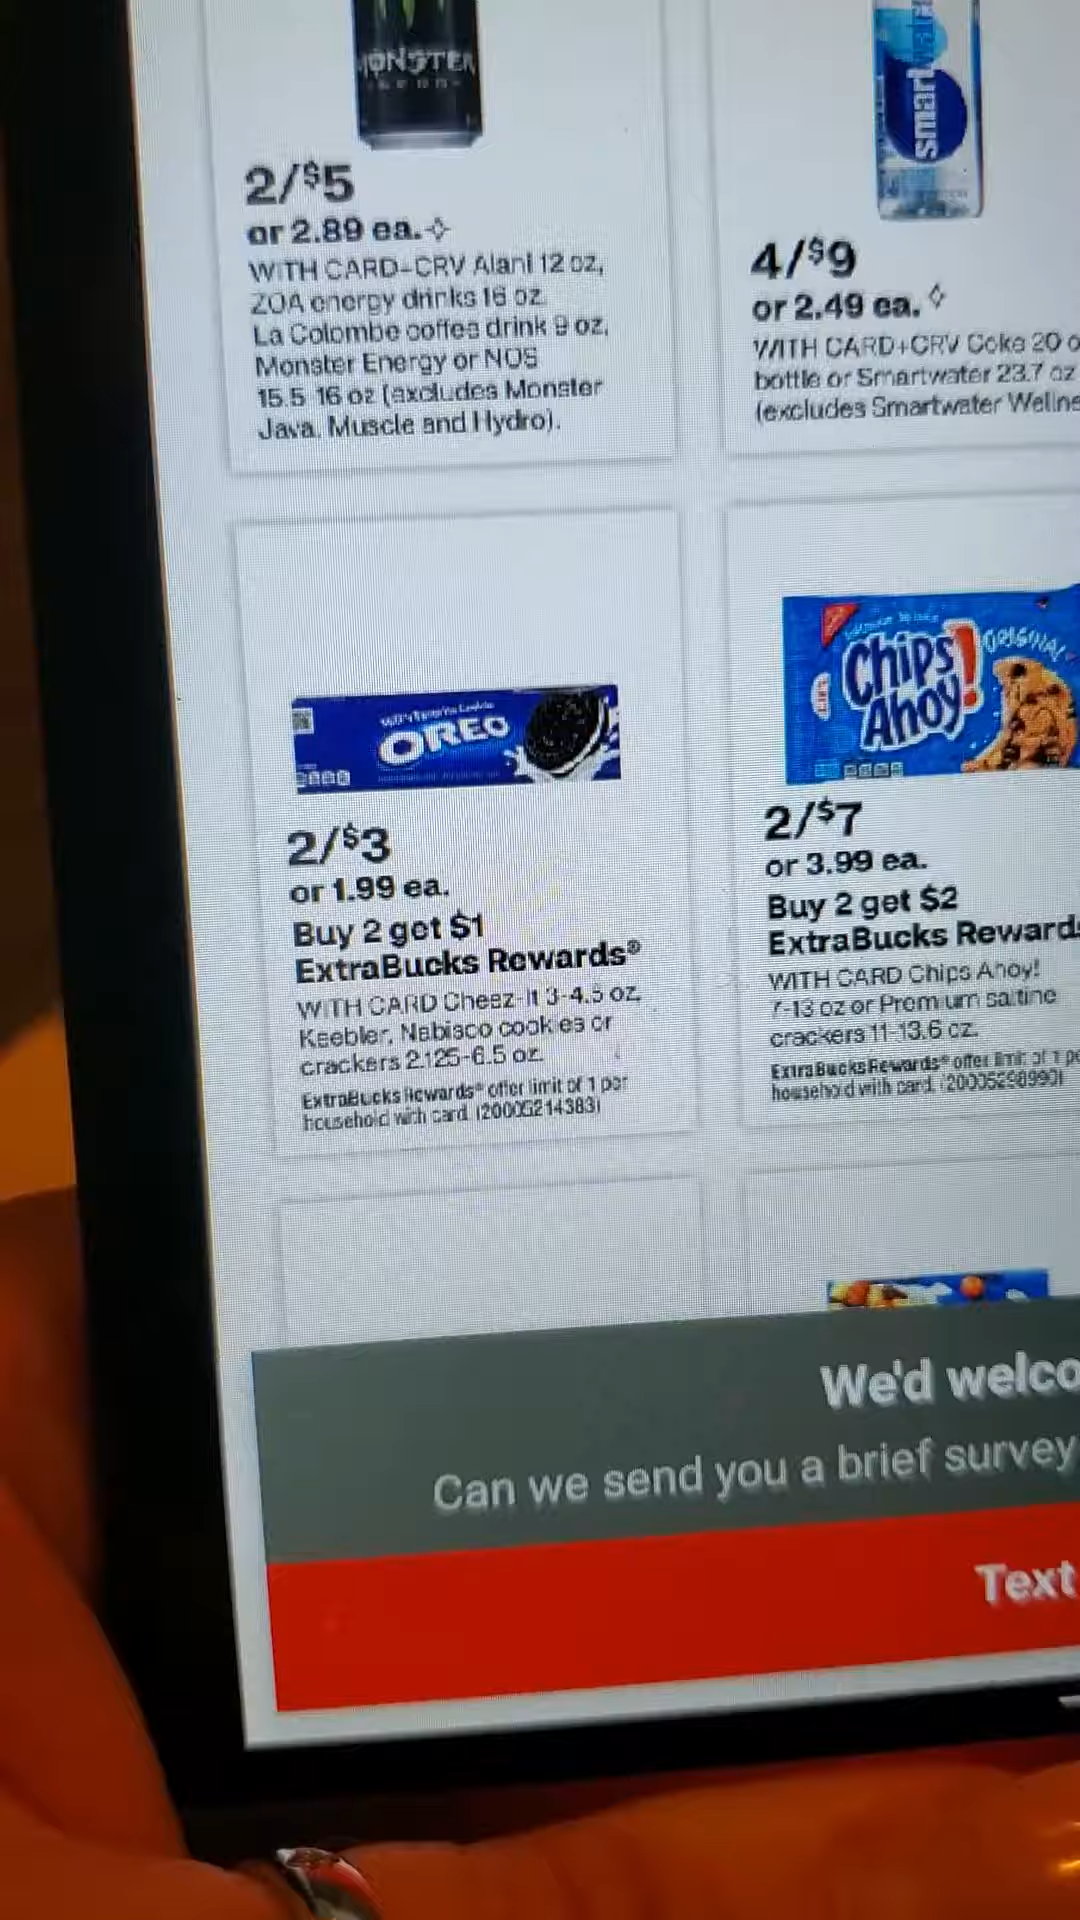 MONSTER
smartwater
2/$5
or 2.89 ea.✧
WITH CARD+CRV Alani 12 oz,
ZOA energy drinks 16 oz
La Colombe coffee drink 9 oz,
Monster Energy or NOS
15.5-16 oz (excludes Monster
Java, Muscle and Hydro).
4/$9
or 2.49 ea.✧
WITH CARD+CRV Coke 20 o
bottle or Smartwater 23.7 oz
(excludes Smartwater Wellne
OREO
2/$3
or 1.99 ea.
Buy 2 get $1
ExtraBucks Rewards®
WITH CARD Cheez-It 3-4.5 oz,
Keebler, Nabisco cookies or
crackers 2.125-6.5 oz.
ExtraBucks Rewards® offer limit of 1 per
household with card. (20005214383)
Chips
Ahoy!
ORIGINAL
2/$7
or 3.99 ea.
Buy 2 get $2
ExtraBucks Rewards
WITH CARD Chips Ahoy!
7-13 oz or Premium saltine
crackers 11-13.6 oz.
ExtraBucks Rewards® offer limit of 1 pe
household with card. (20005298990)
We'd welco
Can we send you a brief survey
Text